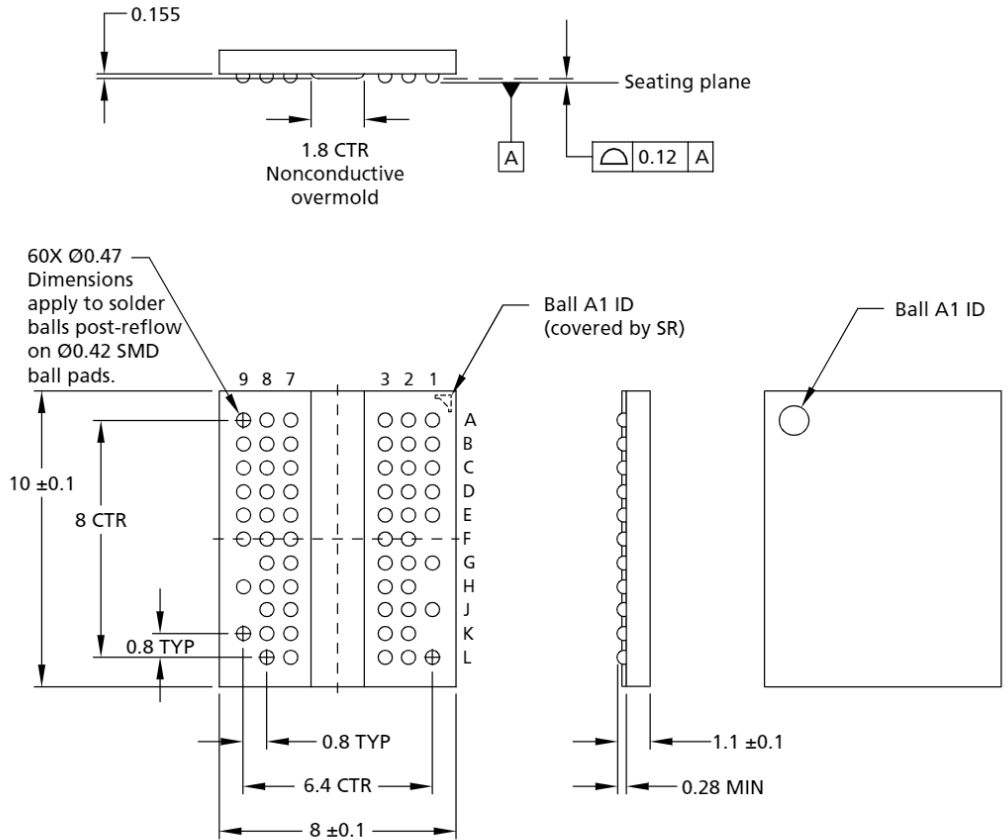 0.155
Seating plane
A
0.12 A
1.8 CTR
Nonconductive
overmold
60X Ø0.47
Dimensions
apply to solder
balls post-reflow
on Ø0.42 SMD
ball pads.
Ball A1 ID
(covered by SR)
Ball A1 ID
9 8 7 3 2 1
A
B
C
D
E
F
G
H
J
K
L
10 ±0.1
8 CTR
0.8 TYP
0.8 TYP
6.4 CTR
8 ±0.1
1.1 ±0.1
0.28 MIN